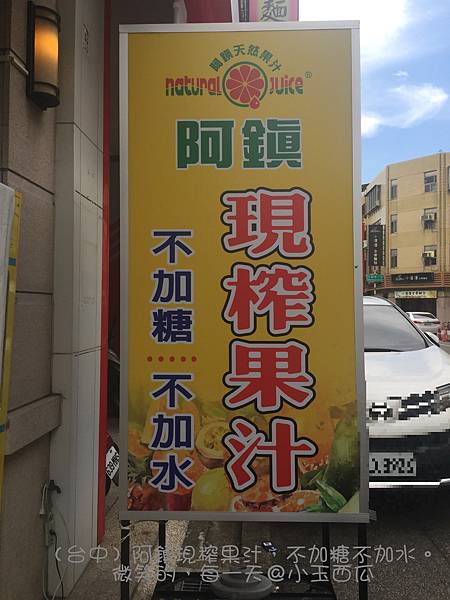 麵
阿鎮天然果汁
natural Juice®
阿鎮
現榨果汁
不加糖 ····· 不加水
(台中)阿鎮現榨果汁,不加糖不加水。
微笑的,每一天@小玉西瓜